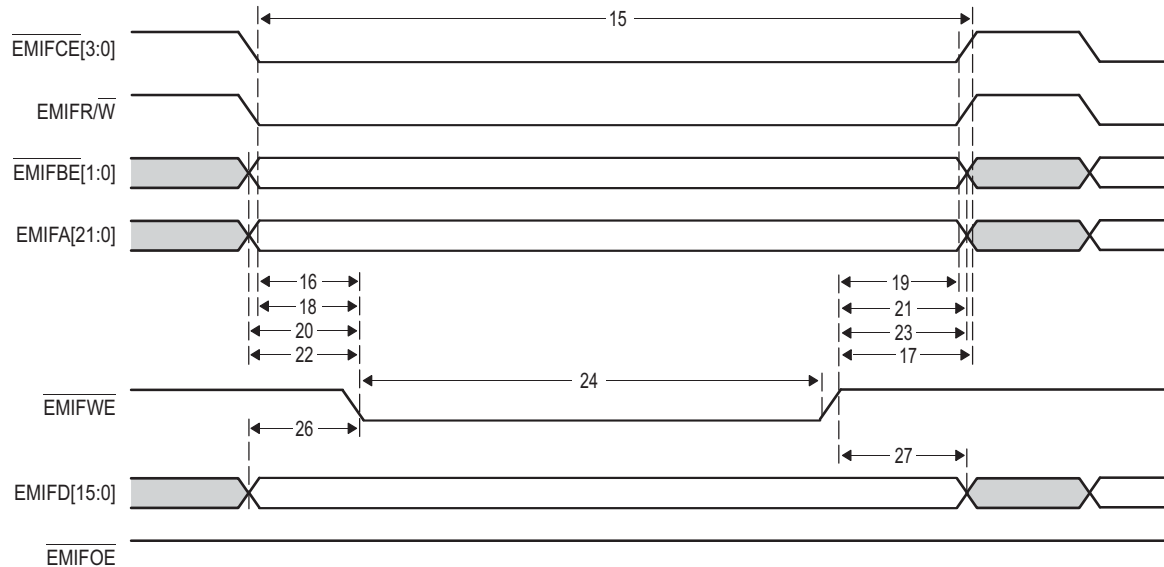 15
EMIFCE[3:0]
EMIFR/W
EMIFBE[1:0]
EMIFA[21:0]
16 19
18 21
20 23
22 17
24
EMIFWE
26
27
EMIFD[15:0]
EMIFOE